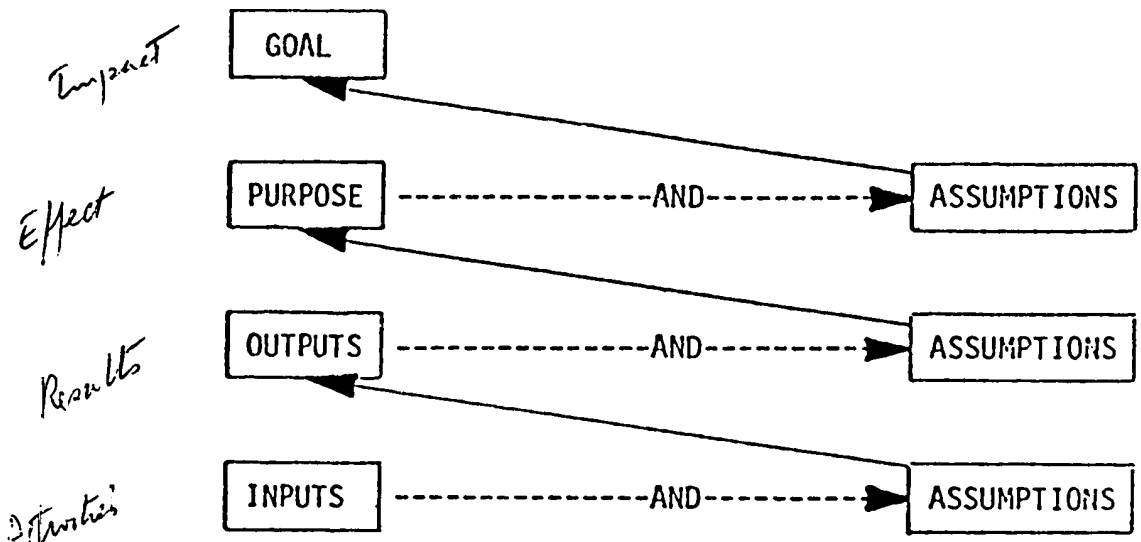 Impact GOAL
Effect PURPOSE AND ASSUMPTIONS
Results OUTPUTS AND ASSUMPTIONS
INPUTS AND ASSUMPTIONS